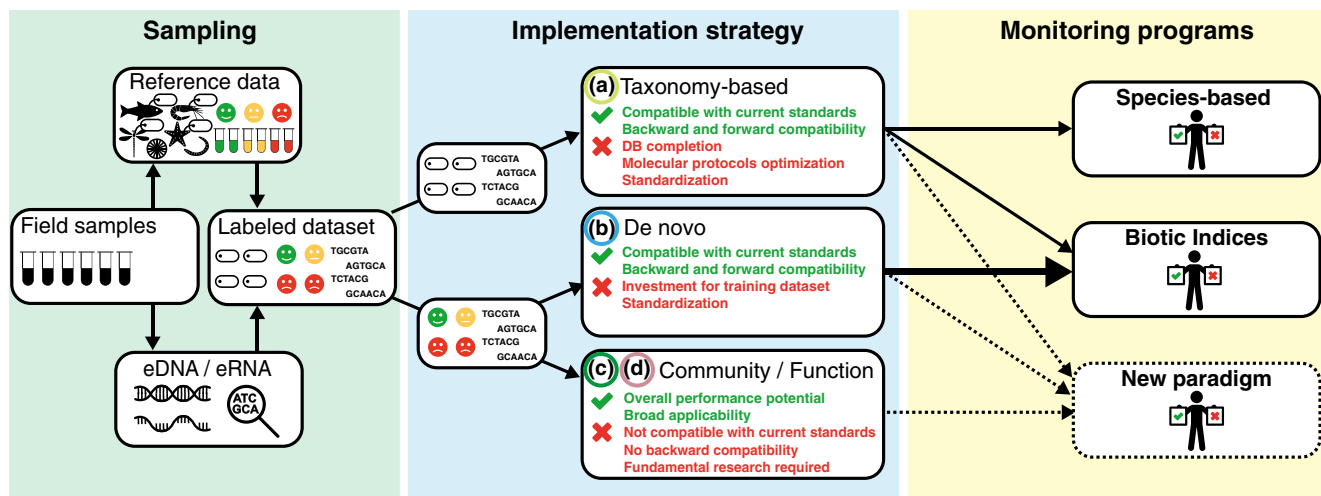 Sampling
Implementation strategy
Monitoring programs
Reference data
Field samples
Labeled dataset
TGCGTA
AGTGCA
TCTACG
GCAACA
eDNA / eRNA
ATC
GCA
TGCGTA
AGTGCA
TCTACG
GCAACA
TGCGTA
AGTGCA
TCTACG
GCAACA
(a) Taxonomy-based
Compatible with current standards
Backward and forward compatibility
DB completion
Molecular protocols optimization
Standardization
(b) De novo
Compatible with current standards
Backward and forward compatibility
Investment for training dataset
Standardization
(c) (d) Community / Function
Overall performance potential
Broad applicability
Not compatible with current standards
No backward compatibility
Fundamental research required
Species-based
Biotic Indices
New paradigm